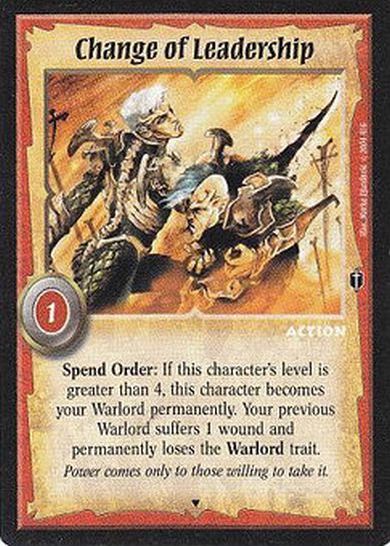 Change of Leadership
ACTION
1
Spend Order: If this character's level is
greater than 4, this character becomes
your Warlord permanently. Your previous
Warlord suffers 1 wound and
permanently loses the Warlord trait.
Power comes only to those willing to take it.